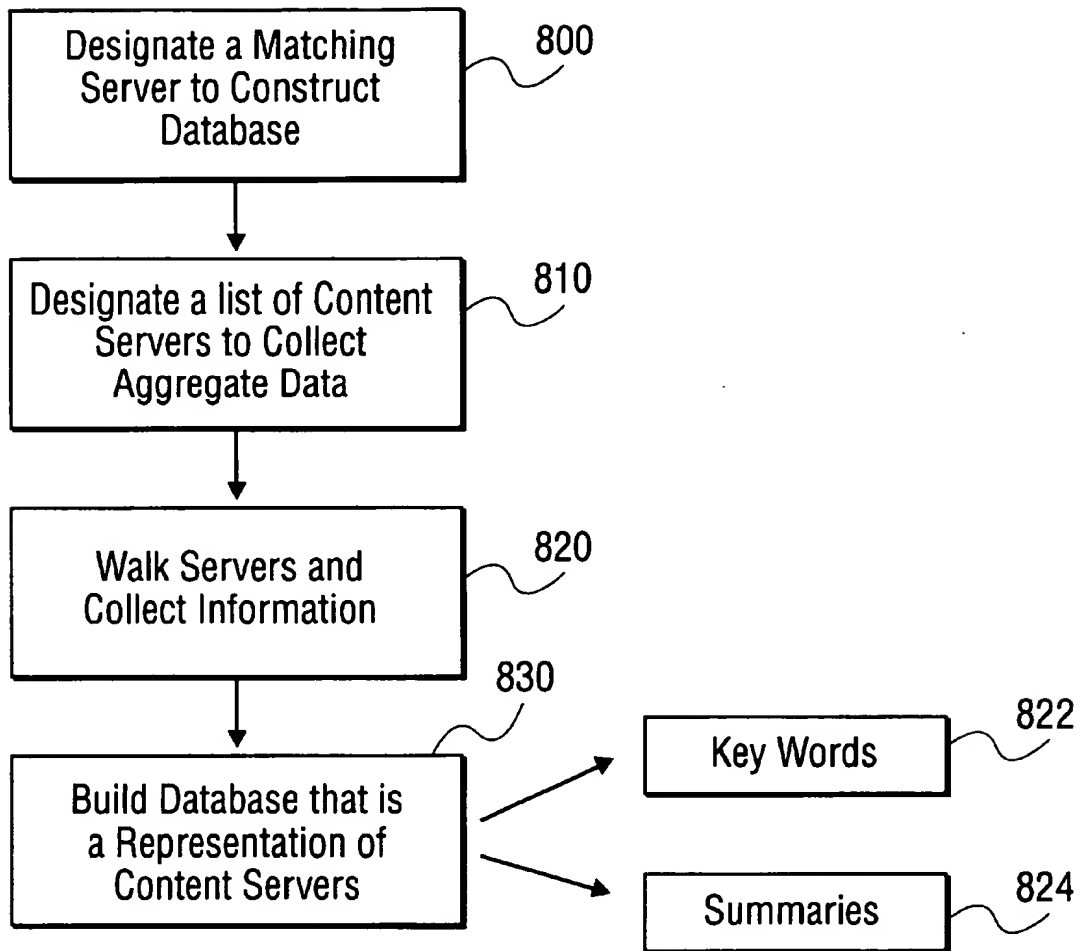 Designate a Matching
Server to Construct
Database
800
Designate a list of Content
Servers to Collect
Aggregate Data
810
Walk Servers and
Collect Information
820
Build Database that is
a Representation of
Content Servers
830
Key Words
822
Summaries
824